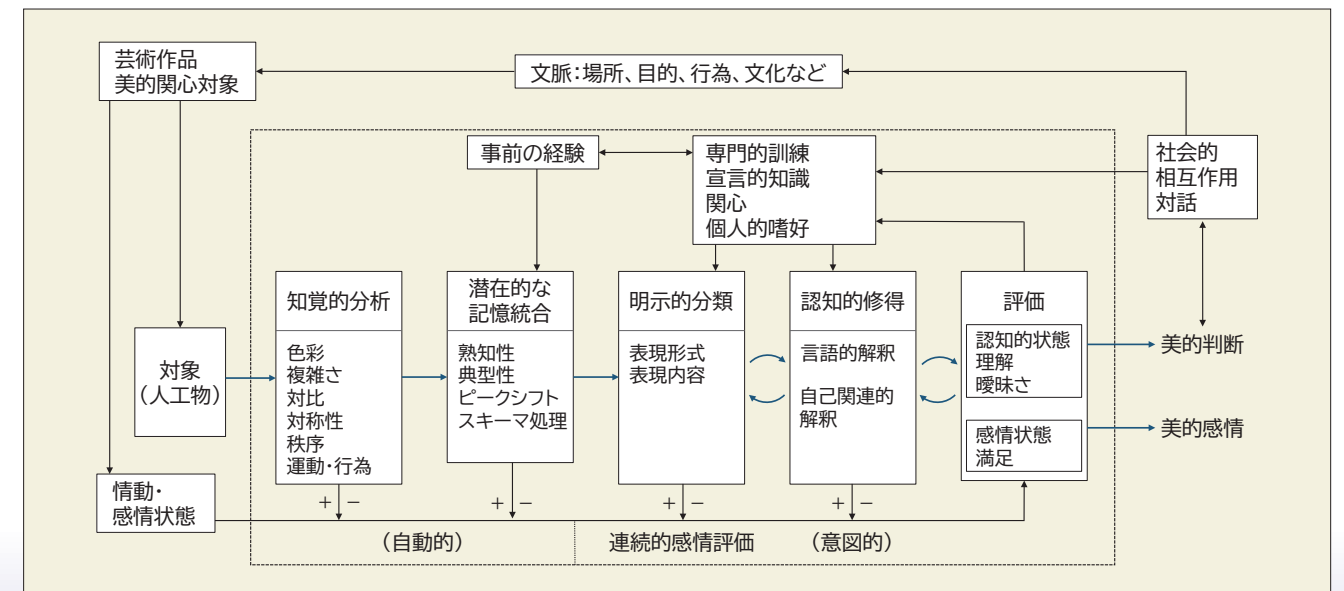 芸術作品
美的関心対象
文脈：場所、目的、行為、文化など
事前の経験
専門的訓練
宣言的知識
関心
個人的嗜好
社会的
相互作用
対話
対象
（人工物）
知覚的分析
色彩
複雑さ
対比
対称性
秩序
運動・行為
潜在的な
記憶統合
熟知性
典型性
ピークシフト
スキーマ処理
明示的分類
表現形式
表現内容
認知的修得
言語的解釈
自己関連的
解釈
評価
認知的状態
理解
曖昧さ
感情状態
満足
美的判断
美的感情
情動・
感情状態
＋ －
＋ －
＋ －
＋ －
（自動的）
連続的感情評価
（意図的）